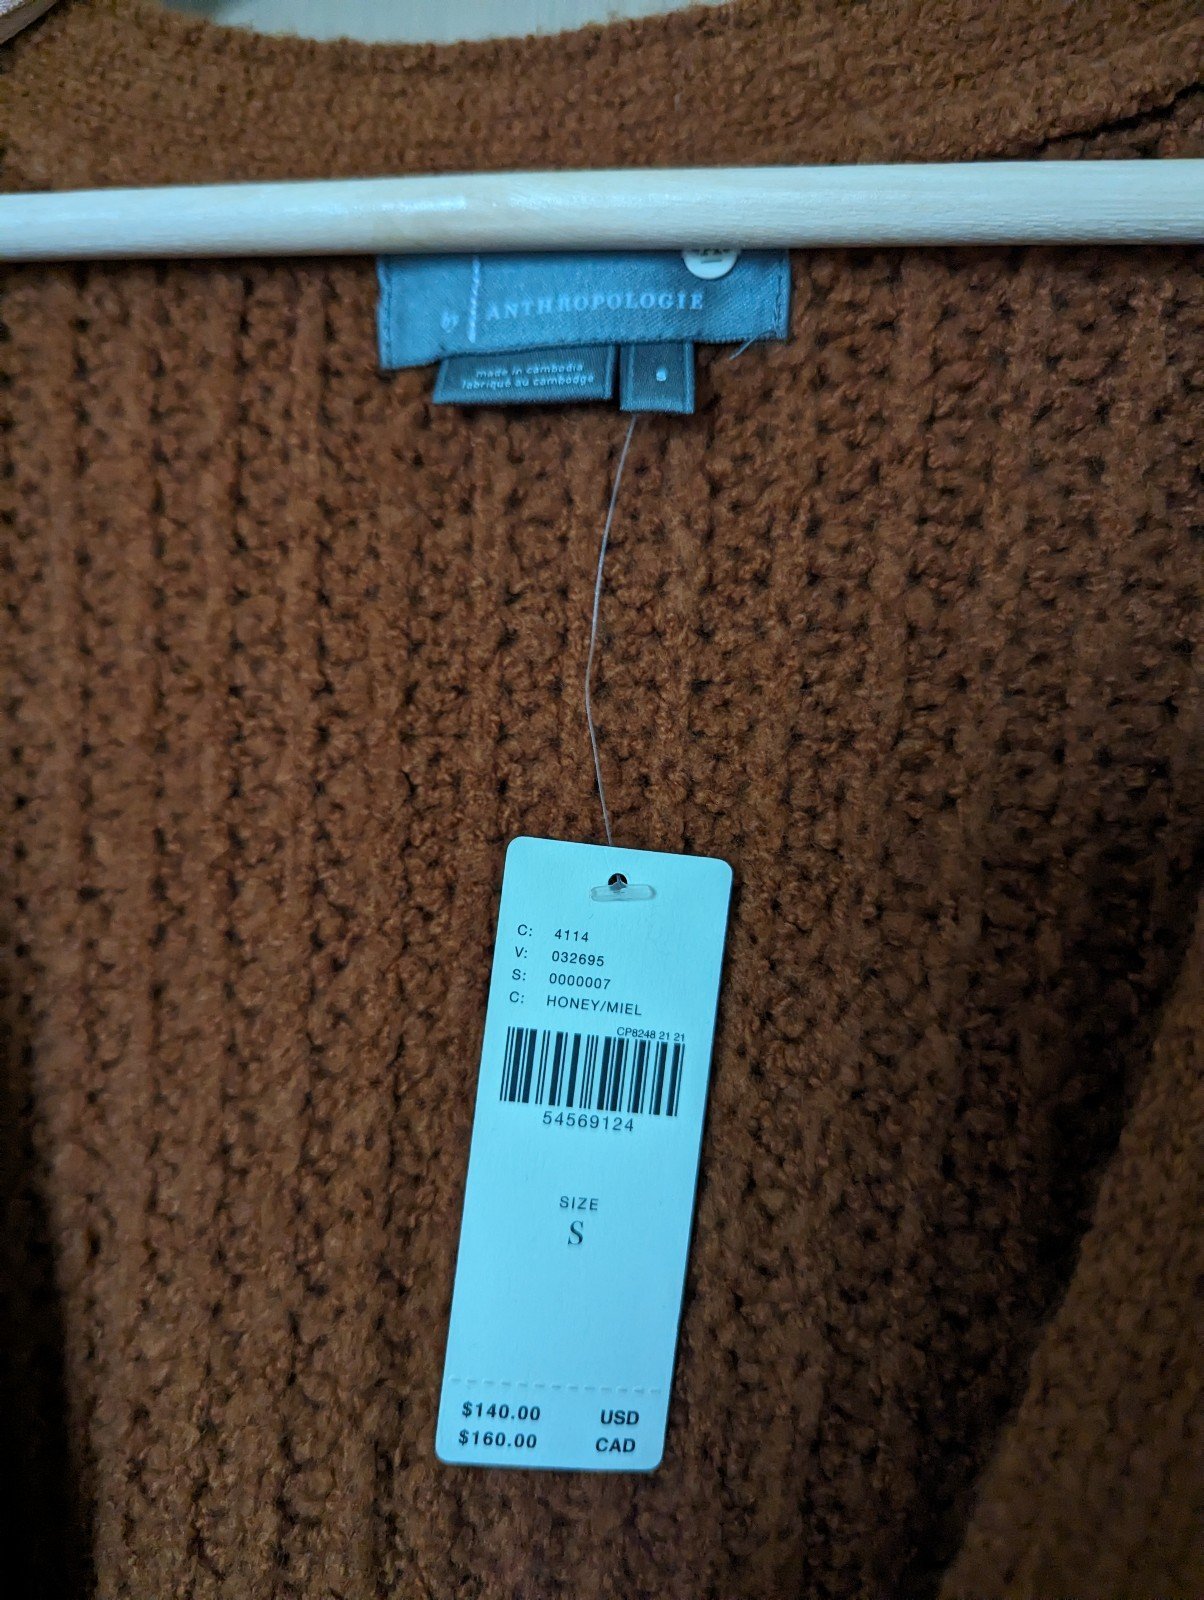 by ANTHROPOLOGIE
made in cambodia
fabriqué au cambodge
s
C: 4114
V: 032695
S: 0000007
C: HONEY/MIEL
CP8248 21 21
54569124
SIZE
S
$140.00 USD
$160.00 CAD